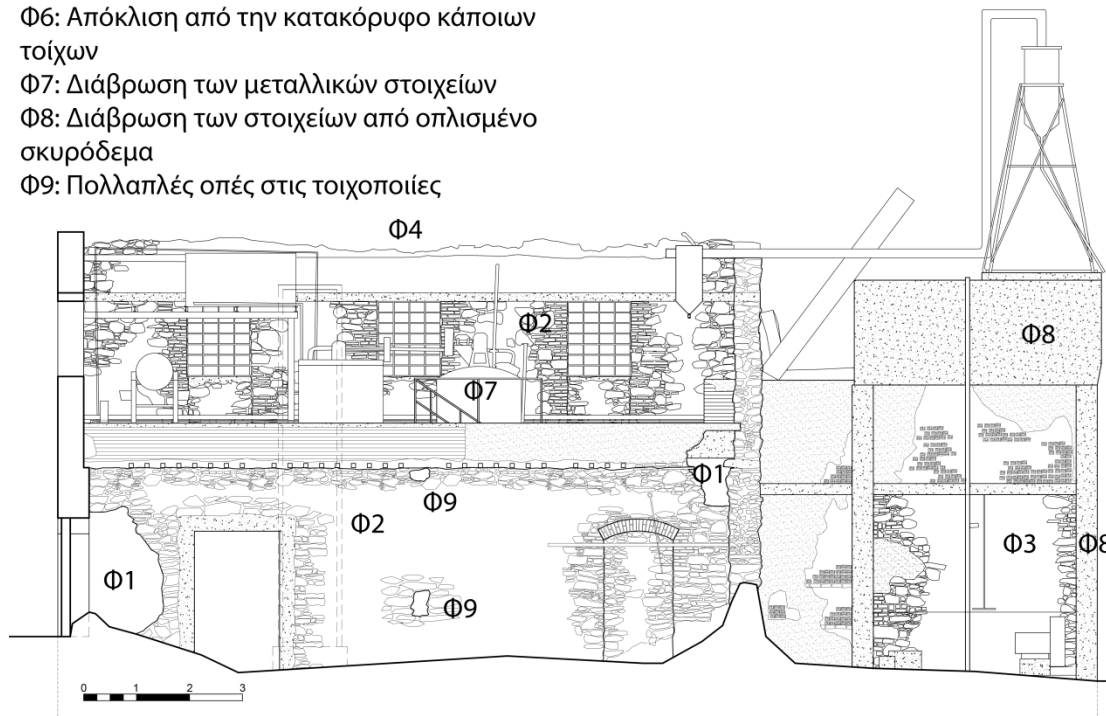 Φ6: Απόκλιση από την κατακόρυφο κάποιων
τοίχων
Φ7: Διάβρωση των μεταλλικών στοιχείων
Φ8: Διάβρωση των στοιχείων από οπλισμένο
σκυρόδεμα
Φ9: Πολλαπλές οπές στις τοιχοποιίες
Φ4
Φ2
Φ8
Φ7
Φ1
Φ9
Φ2
Φ3
Φ8
Φ1
Φ9
0 1 2 3